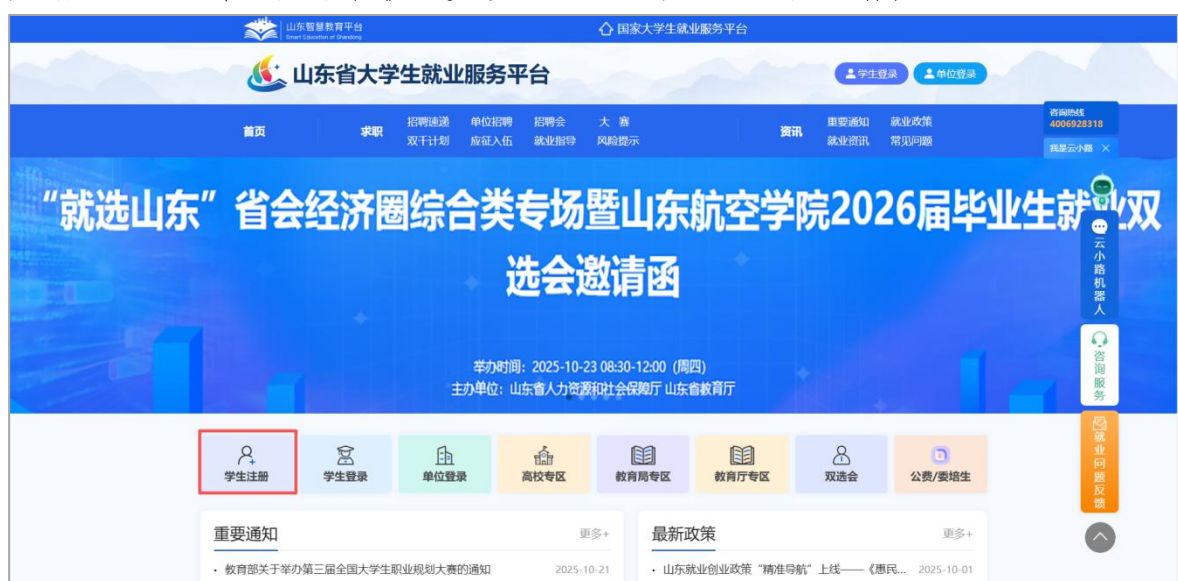 山东智慧教育平台
Smart Education of Shandong
国家大学生就业服务平台
山东省大学生就业服务平台
学生登录
单位登录
首页
求职
招聘速递 单位招聘 招聘会 大 赛
双千计划 应征入伍 就业指导 风险提示
资讯
重要通知 就业政策
就业资讯 常见问题
咨询热线
4006928318
我是云小路 ×
“就选山东”省会经济圈综合类专场暨山东航空学院2026届毕业生就业双
选会邀请函
举办时间：2025-10-23 08:30-12:00 (周四)
主办单位：山东省人力资源和社会保障厅 山东省教育厅
云小路机器人
咨询服务
就业问题反馈
学生注册
学生登录
单位登录
高校专区
教育局专区
教育厅专区
双选会
公费/委培生
重要通知
更多+
最新政策
更多+
· 教育部关于举办第三届全国大学生职业规划大赛的通知 2025-10-21
· 山东就业创业政策“精准导航”上线——《惠民... 2025-10-01